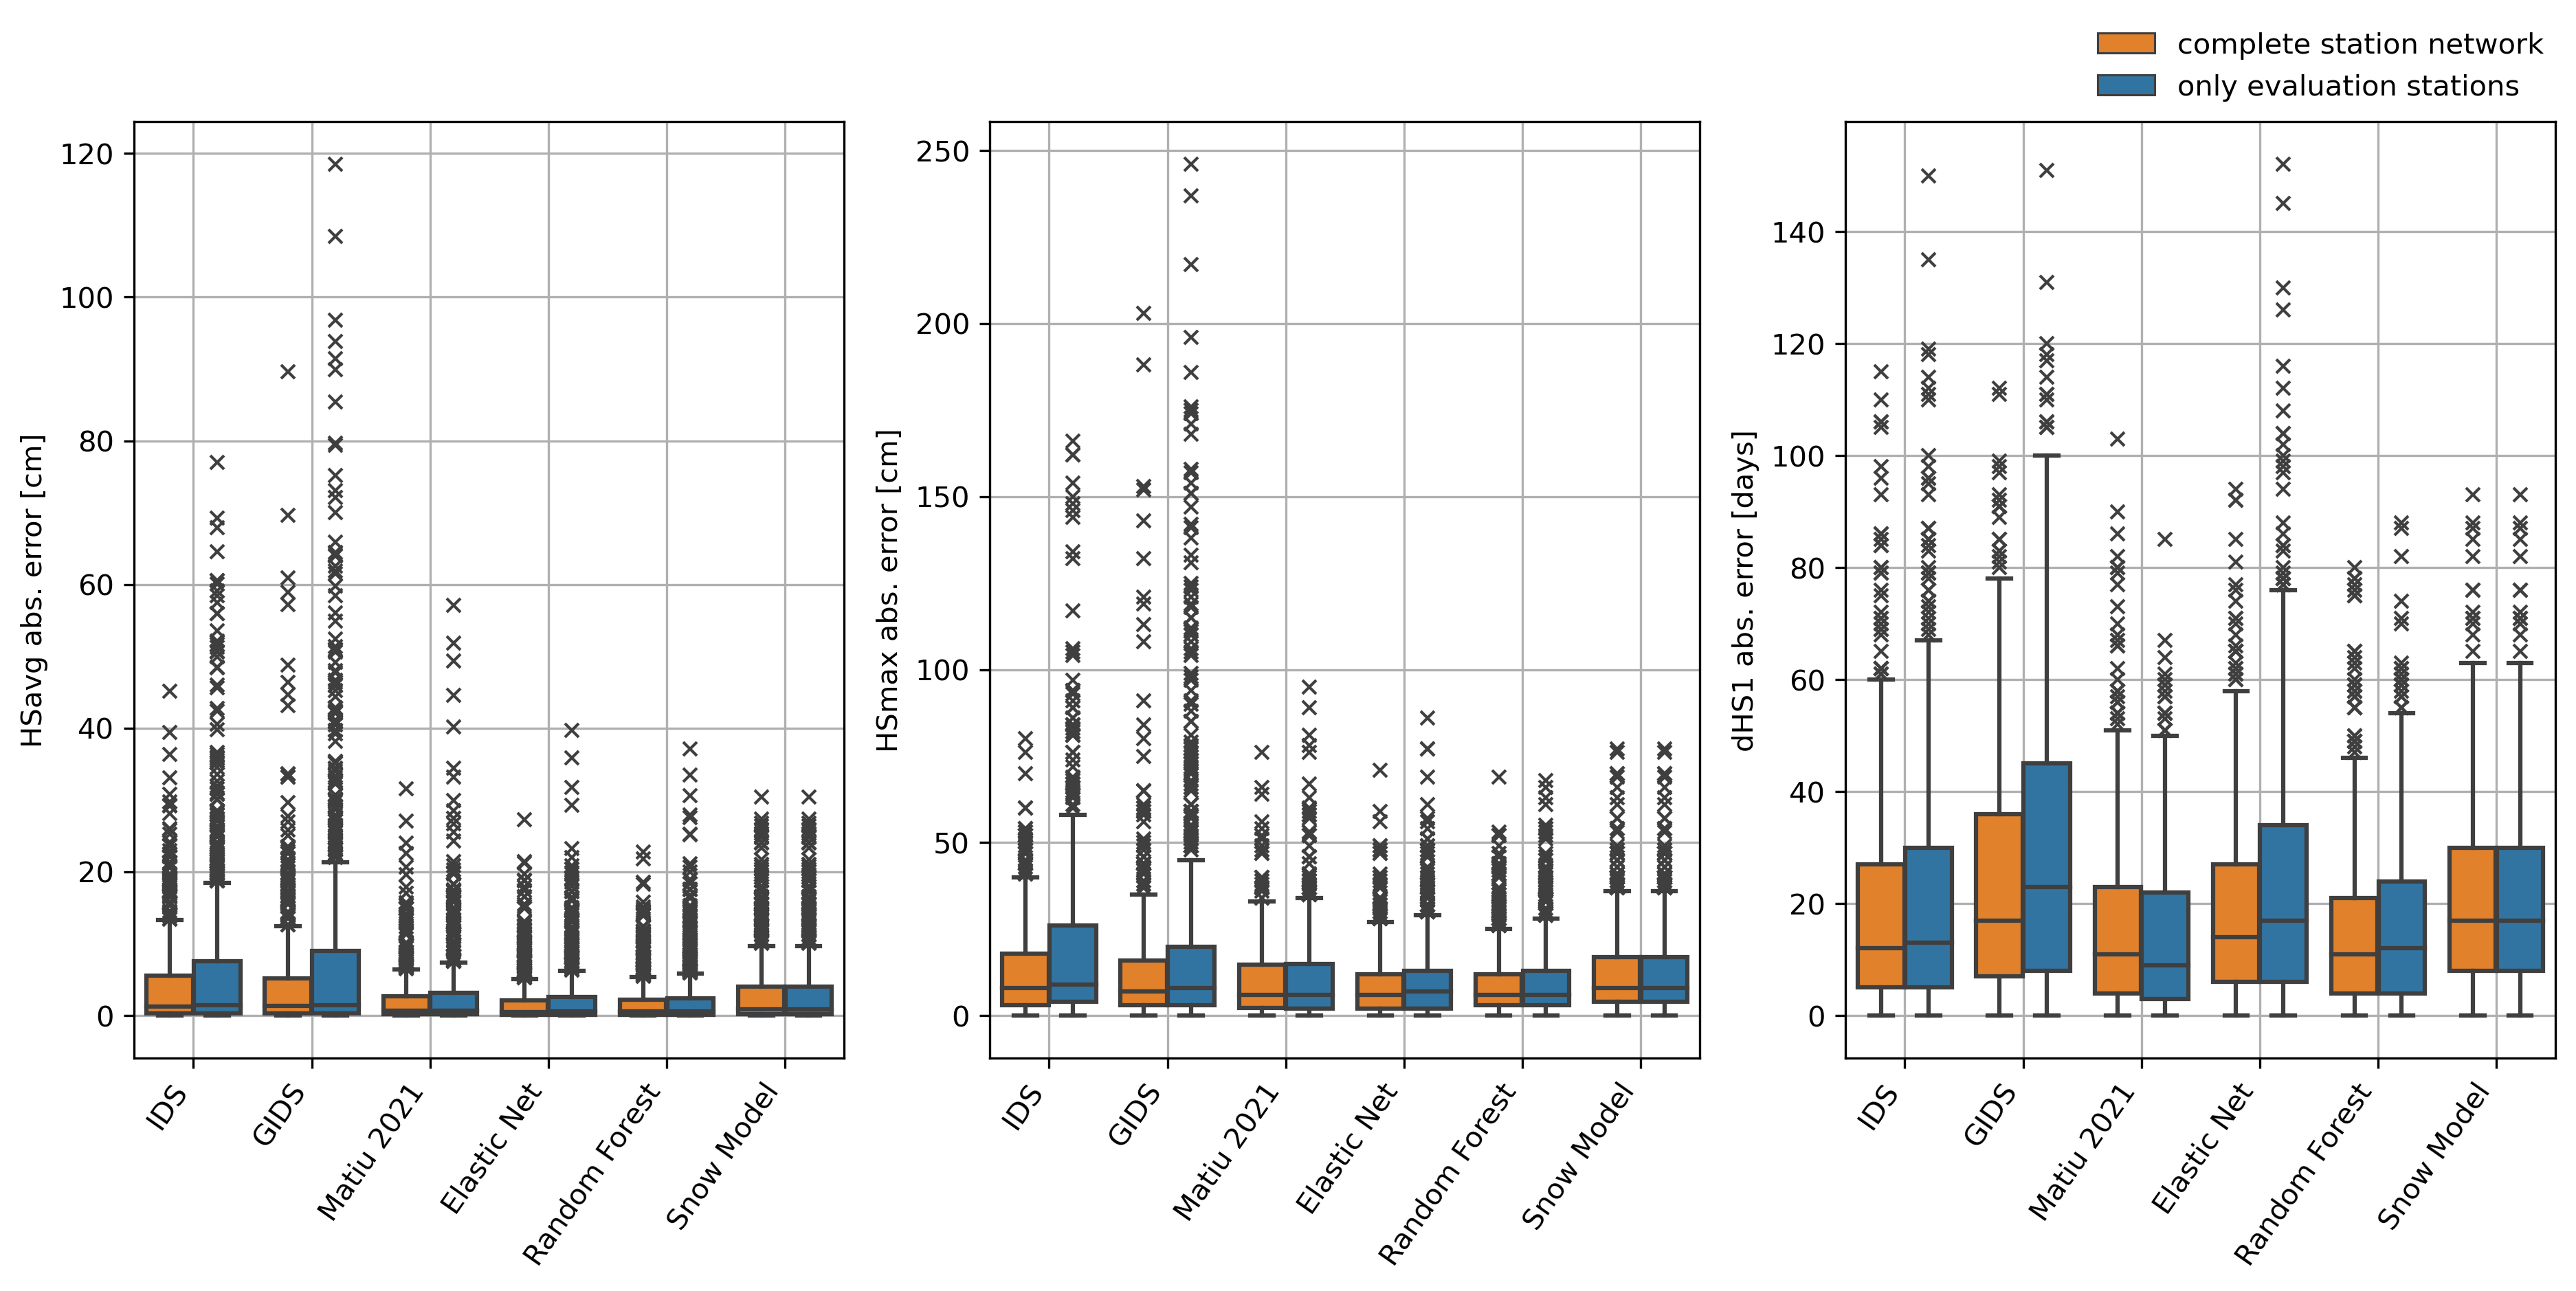 complete station network
only evaluation stations
HSavg abs. error [cm]
120
100
80
60
40
20
0
IDS
GIDS
Matiu 2021
Elastic Net
Random Forest
Snow Model
HSmax abs. error [cm]
250
200
150
100
50
0
IDS
GIDS
Matiu 2021
Elastic Net
Random Forest
Snow Model
dHS1 abs. error [days]
140
120
100
80
60
40
20
0
IDS
GIDS
Matiu 2021
Elastic Net
Random Forest
Snow Model